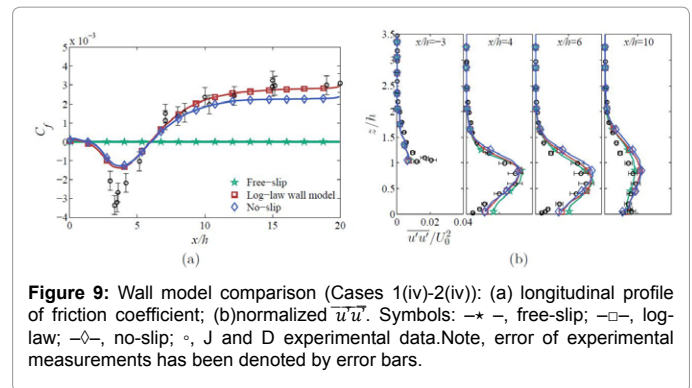 ×10⁻³
5
4
3
2
1
0
−1
−2
−3
−4
C_f
0 5 10 15 20
x/h
Free−slip
Log−law wall model
No−slip
(a)
3.5
3
2.5
2
1.5
1
0.5
0
z/h
x/h=−3 x/h=4 x/h=6 x/h=10
0 0.02 0.04
u′u′/U₀²
(b)
Figure 9: Wall model comparison (Cases 1(iv)-2(iv)): (a) longitudinal profile
of friction coefficient; (b)normalized u′u′. Symbols: –⋆ –, free-slip; –□–, log-
law; –◊–, no-slip; ∘, J and D experimental data.Note, error of experimental
measurements has been denoted by error bars.